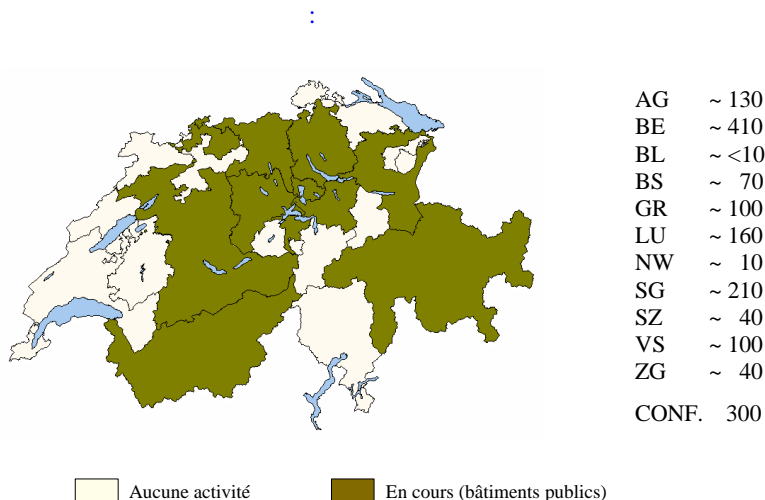 :
AG ~ 130
BE ~ 410
BL ~ <10
BS ~ 70
GR ~ 100
LU ~ 160
NW ~ 10
SG ~ 210
SZ ~ 40
VS ~ 100
ZG ~ 40
CONF. 300
Aucune activité
En cours (bâtiments publics)